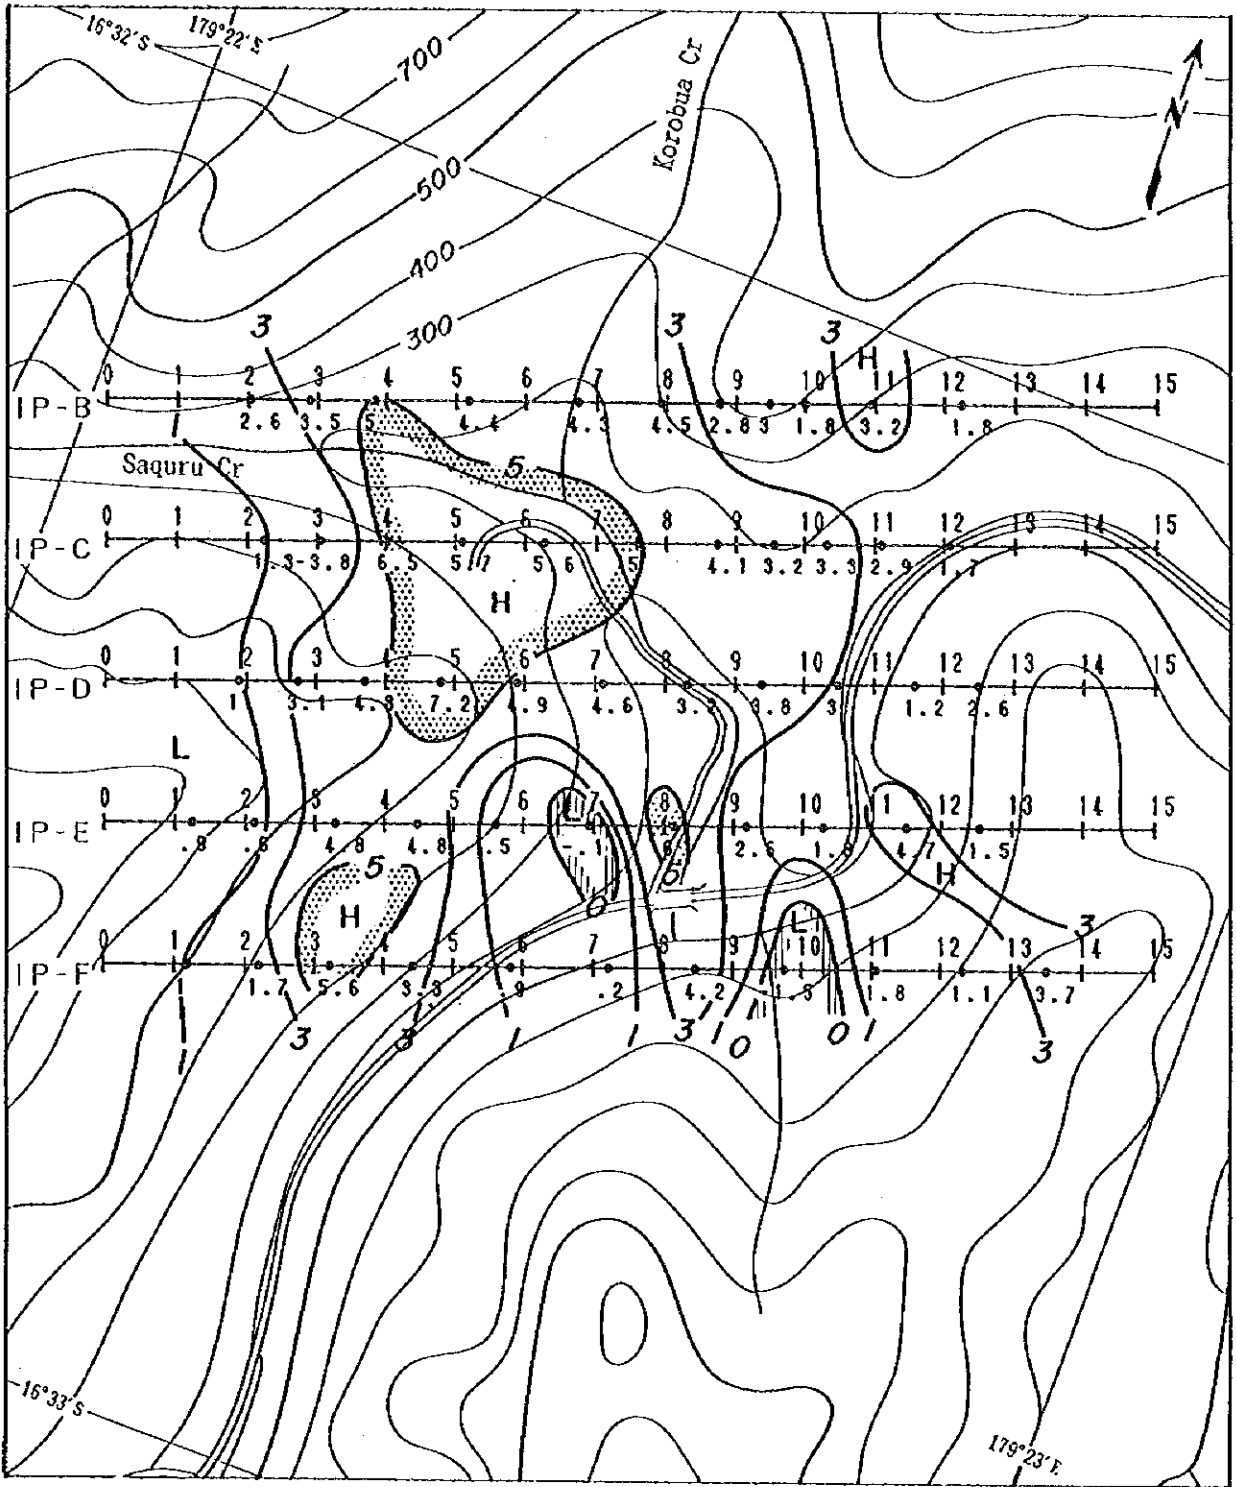 16°32'S 179°22'E
700
Korobua Cr
N
500
400
300
3 3 3
H
0 1 2 3 4 5 6 7 8 9 10 11 12 13 14 15
IP-B
2.6 3.5 5 4.4 4.3 4.5 2.8 3 1.8 3.2 1.8
1
Saquru Cr
5
0 1 2 3 4 5 6 7 8 9 10 11 12 13 14 15
IP-C
3.8 6.5 5.7 5.6 5 4.1 3.2 3.3 2.9 1.7
H
0 1 2 3 4 5 6 7 8 9 10 11 12 13 14 15
IP-D
1 3.1 4.8 7.2 4.9 4.6 3.2 3.8 3 1.2 2.6
L
0 1 2 3 4 5 6 7 8 9 10 12 13 14 15
IP-E
L
.8 .6 4.8 4.8 .5 -.1 6 2.6 1.8 4.7 1.5
5 5
H
0
H
L
3
0 1 2 3 4 5 6 7 8 9 10 11 12 13 14 15
IP-F
1.7 5.6 3.3 .9 .2 4.2 1.8 1.1 3.7
1 3 3 1 1 3 1 0 0 1 3
16°33'S
179°23'E